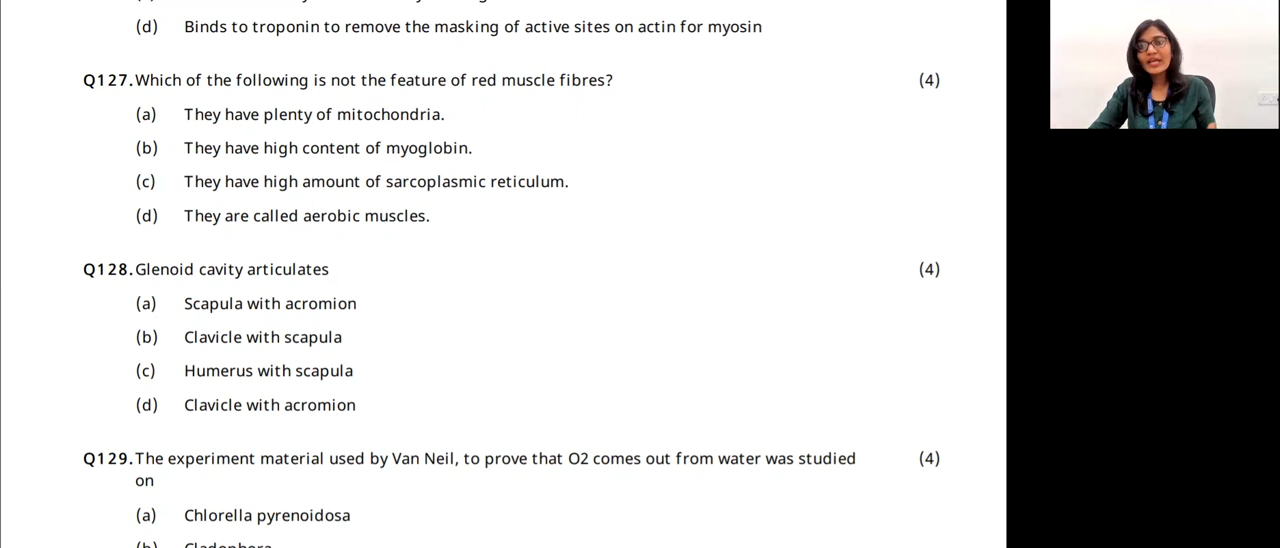 (d) Binds to troponin to remove the masking of active sites on actin for myosin
Q127. Which of the following is not the feature of red muscle fibres? (4)
(a) They have plenty of mitochondria.
(b) They have high content of myoglobin.
(c) They have high amount of sarcoplasmic reticulum.
(d) They are called aerobic muscles.
Q128. Glenoid cavity articulates (4)
(a) Scapula with acromion
(b) Clavicle with scapula
(c) Humerus with scapula
(d) Clavicle with acromion
Q129. The experiment material used by Van Neil, to prove that O2 comes out from water was studied (4)
on
(a) Chlorella pyrenoidosa